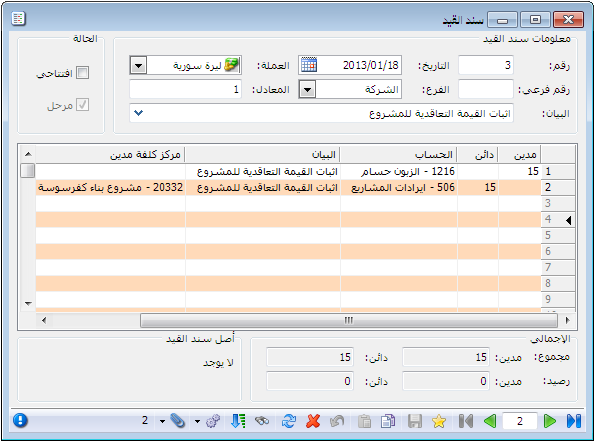 سند القيد
معلومات سند القيد
الحالة
رقم: 3 التاريخ: 2013/01/18 العملة: ليرة سورية
افتتاحي
رقم فرعي: الفرع: الشركة المعادل: 1
مرحل
البيان: اثبات القيمة التعاقدية للمشروع
مدين دائن الحساب البيان مركز كلفة مدين
1 15 1216 - الزبون حسام اثبات القيمة التعاقدية للمشروع
2 15 506 - ايرادات المشاريع اثبات القيمة التعاقدية للمشروع 20332 - مشروع بناء كفرسوسة
3
4
5
6
7
8
9
الإجمالي
أصل سند القيد
مجموع: مدين: 15 دائن: 15
لا يوجد
رصيد: مدين: 0 دائن: 0
2 2